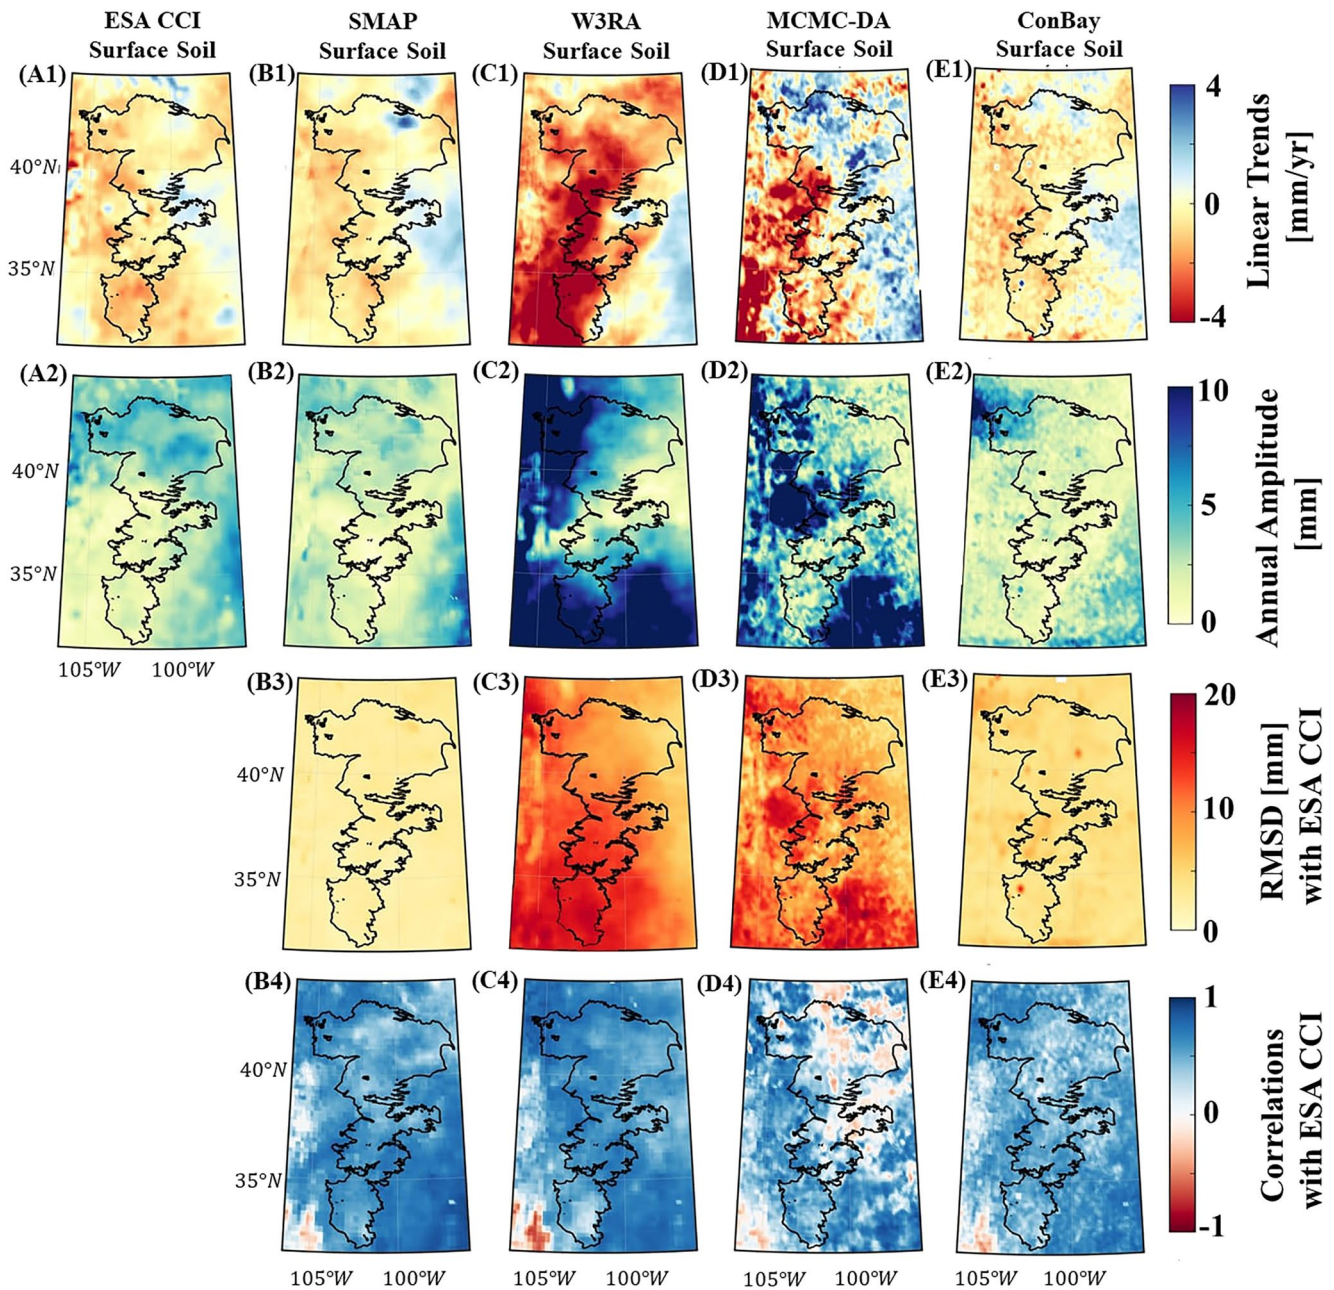 ESA CCI
Surface Soil
SMAP
Surface Soil
W3RA
Surface Soil
MCMC-DA
Surface Soil
ConBay
Surface Soil
(A1)
(B1)
(C1)
(D1)
(E1)
40°N
35°N
4
0
-4
Linear Trends
[mm/yr]
(A2)
(B2)
(C2)
(D2)
(E2)
40°N
35°N
105°W
100°W
10
5
0
Annual Amplitude
[mm]
(B3)
(C3)
(D3)
(E3)
40°N
35°N
20
10
0
RMSD [mm]
with ESA CCI
(B4)
(C4)
(D4)
(E4)
40°N
35°N
1
0
-1
Correlations
with ESA CCI
105°W
100°W
105°W
100°W
105°W
100°W
105°W
100°W